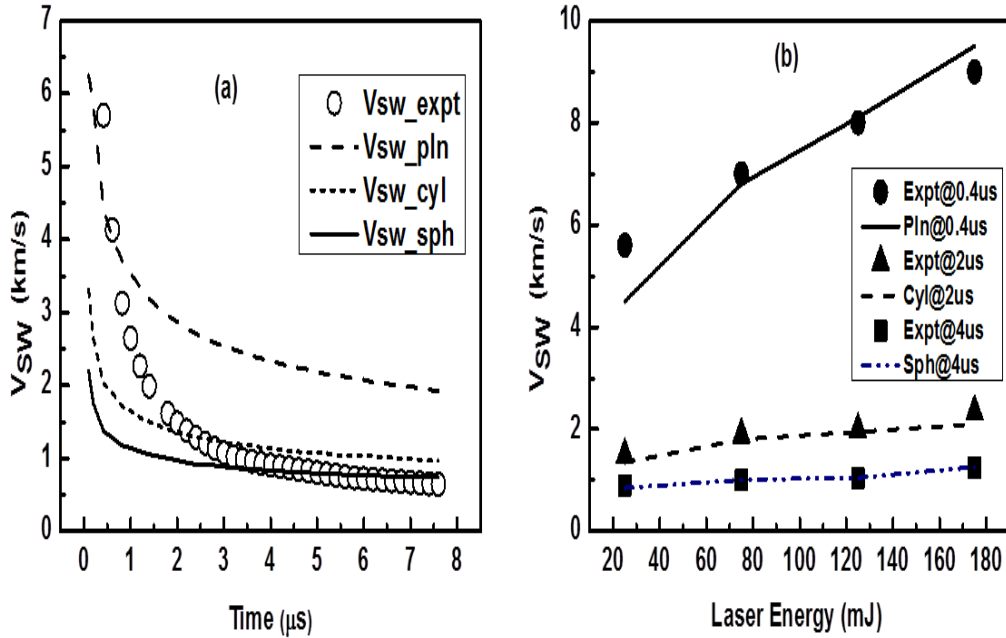 (a)
Vsw_expt
Vsw_pln
Vsw_cyl
Vsw_sph
VSW (km/s)
7
6
5
4
3
2
1
0
0 1 2 3 4 5 6 7 8
Time (μs)
(b)
Expt@0.4us
Pln@0.4us
Expt@2us
Cyl@2us
Expt@4us
Sph@4us
VSW (km/s)
10
8
6
4
2
0
20 40 60 80 100 120 140 160 180
Laser Energy (mJ)